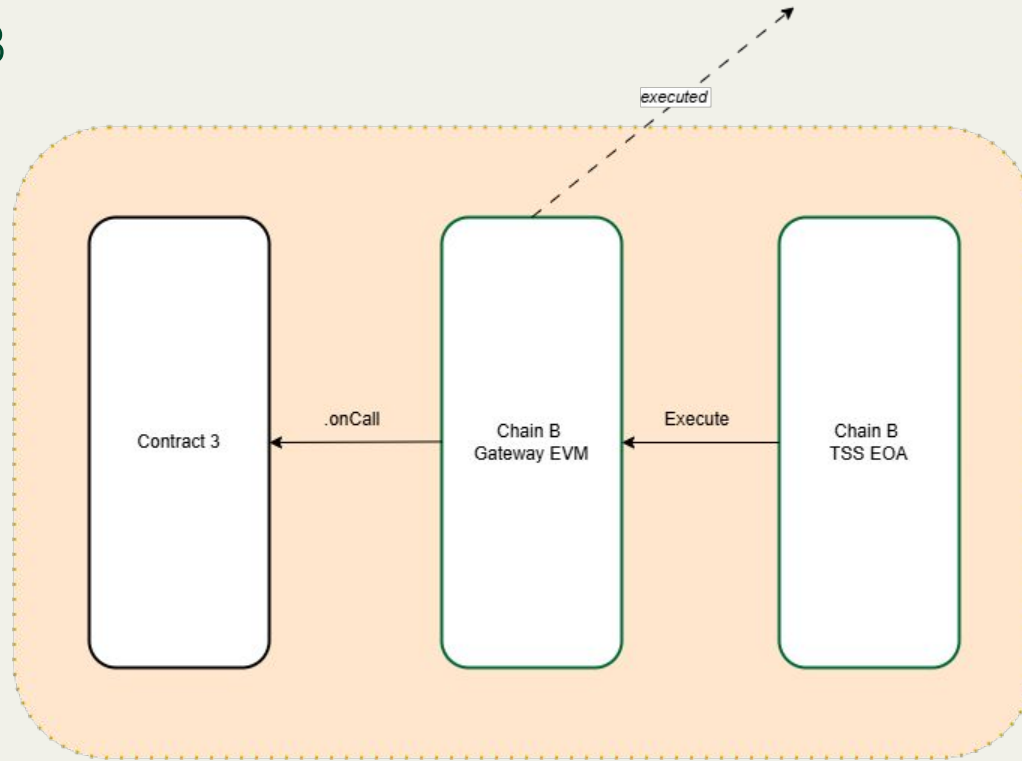 B
executed
.onCall
Execute
Contract 3
Chain B
Gateway EVM
Chain B
TSS EOA